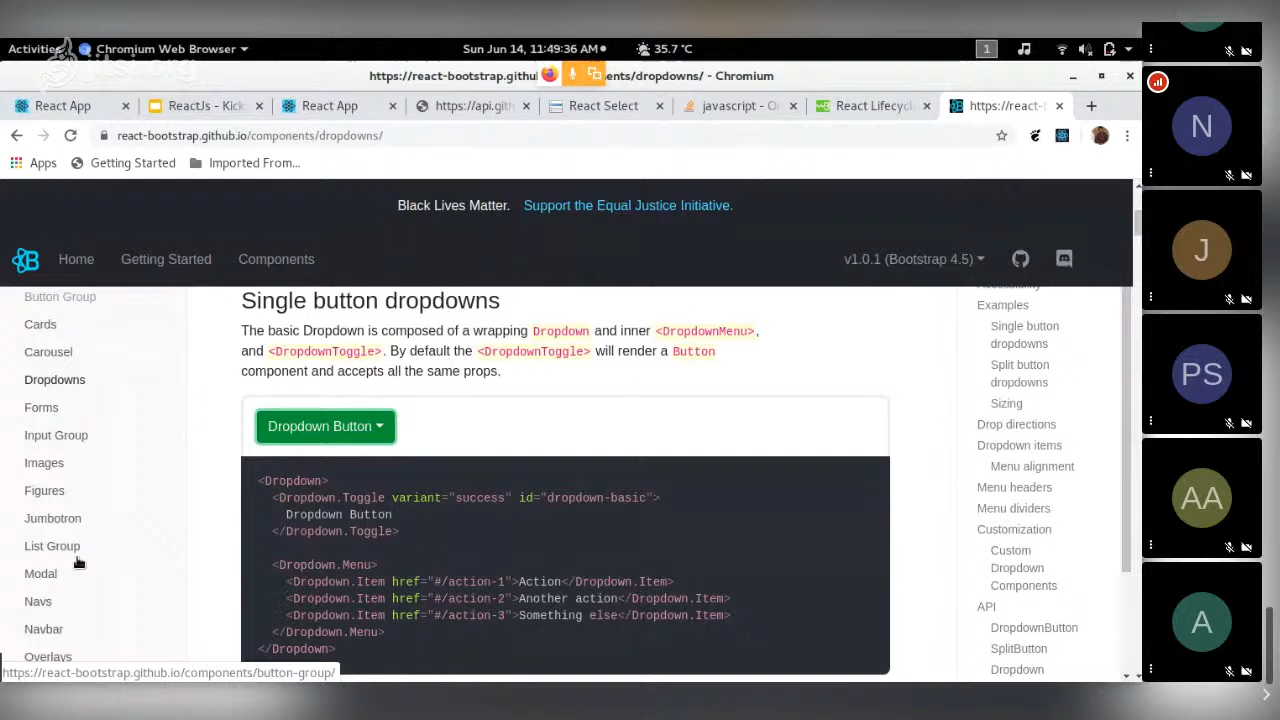 Activities
Chromium Web Browser
Sun Jun 14, 11:49:36 AM
35.7 °C
1
jitsi.org
https://react-bootstrap.github
ents/dropdowns/ - Chromium
React App
ReactJs - Kick
React App
https://api.git
React Select
javascript - O
React Lifecycl
https://react-b
react-bootstrap.github.io/components/dropdowns/
Apps
Getting Started
Imported From...
Black Lives Matter. Support the Equal Justice Initiative.
Home
Getting Started
Components
v1.0.1 (Bootstrap 4.5)
Button Group
Cards
Carousel
Dropdowns
Forms
Input Group
Images
Figures
Jumbotron
List Group
Modal
Navs
Navbar
Overlays
https://react-bootstrap.github.io/components/button-group/
Single button dropdowns
The basic Dropdown is composed of a wrapping Dropdown and inner <DropdownMenu>,
and <DropdownToggle>. By default the <DropdownToggle> will render a Button
component and accepts all the same props.
Dropdown Button
<Dropdown>
<Dropdown.Toggle variant="success" id="dropdown-basic">
Dropdown Button
</Dropdown.Toggle>
<Dropdown.Menu>
<Dropdown.Item href="#/action-1">Action</Dropdown.Item>
<Dropdown.Item href="#/action-2">Another action</Dropdown.Item>
<Dropdown.Item href="#/action-3">Something else</Dropdown.Item>
</Dropdown.Menu>
</Dropdown>
Accessibility
Examples
Single button
dropdowns
Split button
dropdowns
Sizing
Drop directions
Dropdown items
Menu alignment
Menu headers
Menu dividers
Customization
Custom
Dropdown
Components
API
DropdownButton
SplitButton
Dropdown
N
J
PS
AA
A